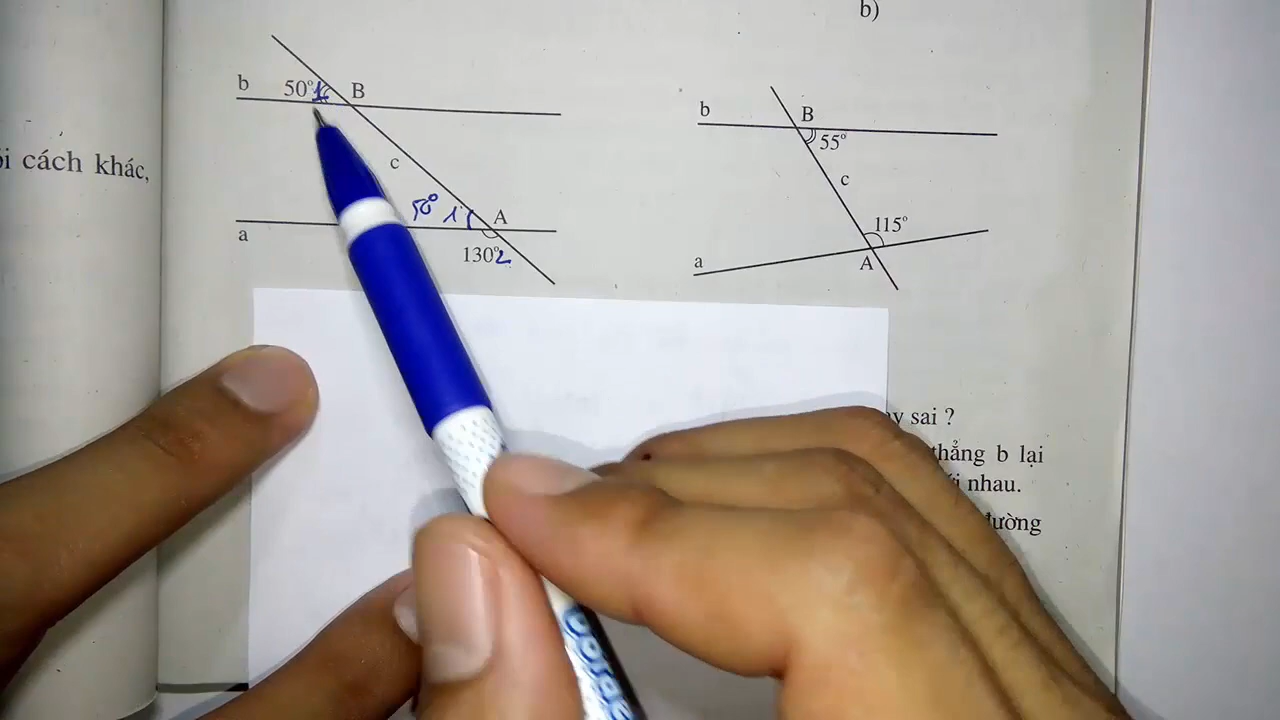 b)
b 50° 1 B
c
50° 1 A
a
130° 2
b B
55°
c
115°
a A
cách khác,
sai ?
thẳng b lại
nhau.
đường